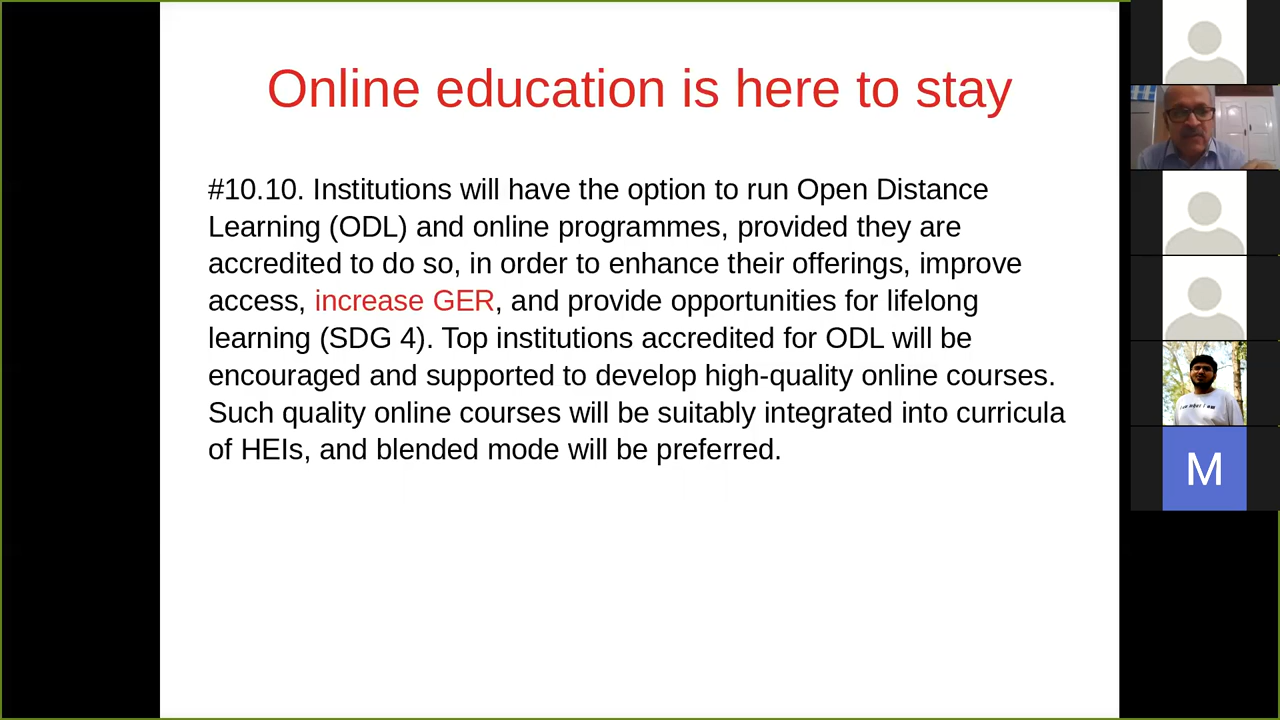 Online education is here to stay
#10.10. Institutions will have the option to run Open Distance
Learning (ODL) and online programmes, provided they are
accredited to do so, in order to enhance their offerings, improve
access, increase GER, and provide opportunities for lifelong
learning (SDG 4). Top institutions accredited for ODL will be
encouraged and supported to develop high-quality online courses.
Such quality online courses will be suitably integrated into curricula
of HEIs, and blended mode will be preferred.
M